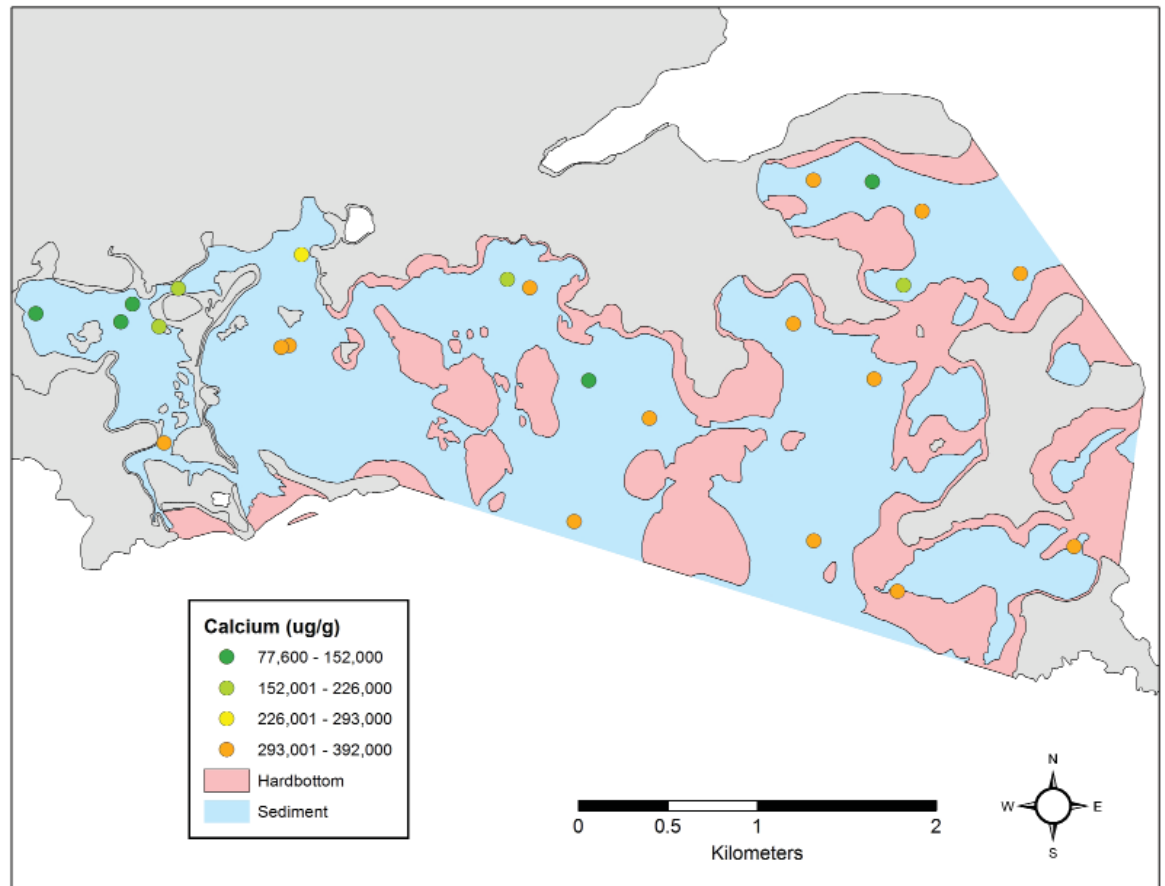 Calcium (ug/g)
77,600 - 152,000
152,001 - 226,000
226,001 - 293,000
293,001 - 392,000
Hardbottom
Sediment
0 0.5 1 2
Kilometers
N
W E
S